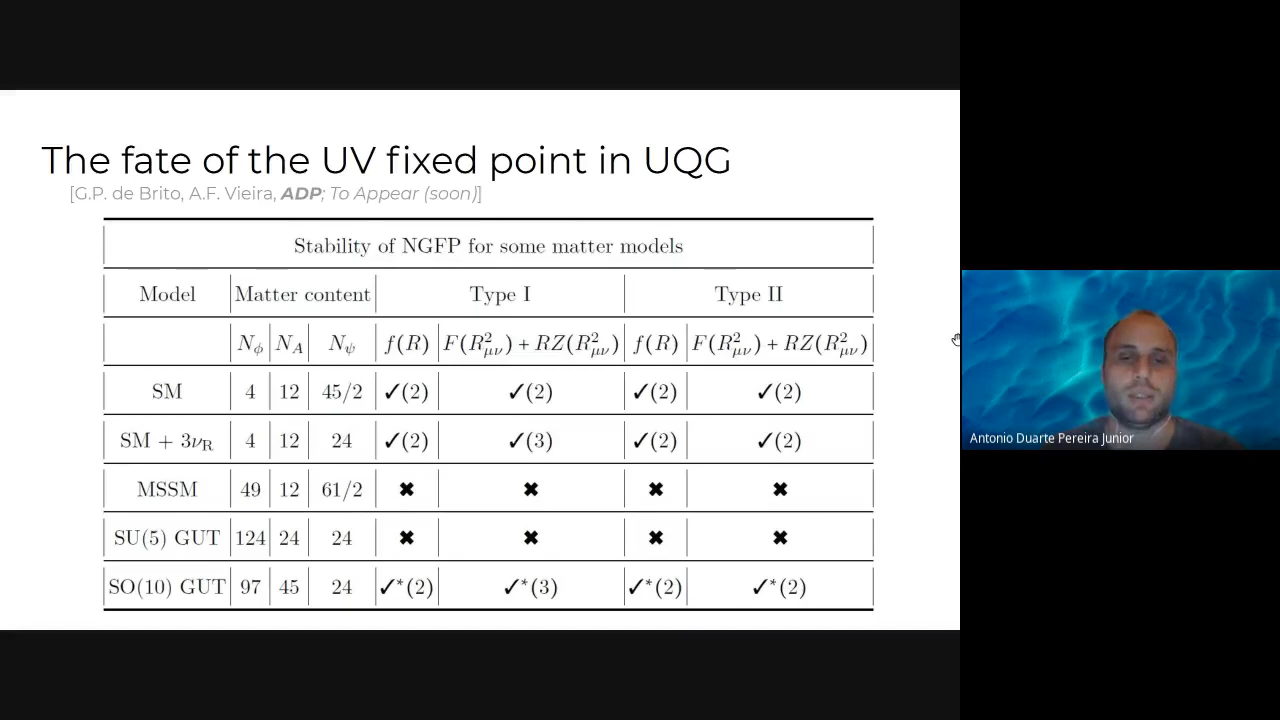 The fate of the UV fixed point in UQG
[G.P. de Brito, A.F. Vieira, ADP; To Appear (soon)]
Stability of NGFP for some matter models
Model Matter content Type I Type II
N_ϕ N_A N_ψ f(R) F(R²_μν) + RZ(R²_μν) f(R) F(R²_μν) + RZ(R²_μν)
SM 4 12 45/2 ✓(2) ✓(2) ✓(2) ✓(2)
SM + 3ν_R 4 12 24 ✓(2) ✓(3) ✓(2) ✓(2)
MSSM 49 12 61/2 ✖ ✖ ✖ ✖
SU(5) GUT 124 24 24 ✖ ✖ ✖ ✖
SO(10) GUT 97 45 24 ✓*(2) ✓*(3) ✓*(2) ✓*(2)
Antonio Duarte Pereira Junior